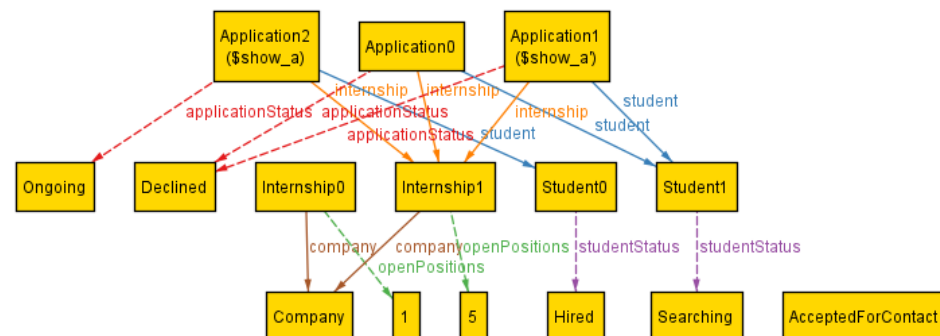 Application2
($show_a)
Application0
Application1
($show_a')
internship
internship
student
applicationStatus
applicationStatus
internship
student
applicationStatus
student
Ongoing
Declined
Internship0
Internship1
Student0
Student1
company
company
openPositions
studentStatus
studentStatus
openPositions
Company
1
5
Hired
Searching
AcceptedForContact